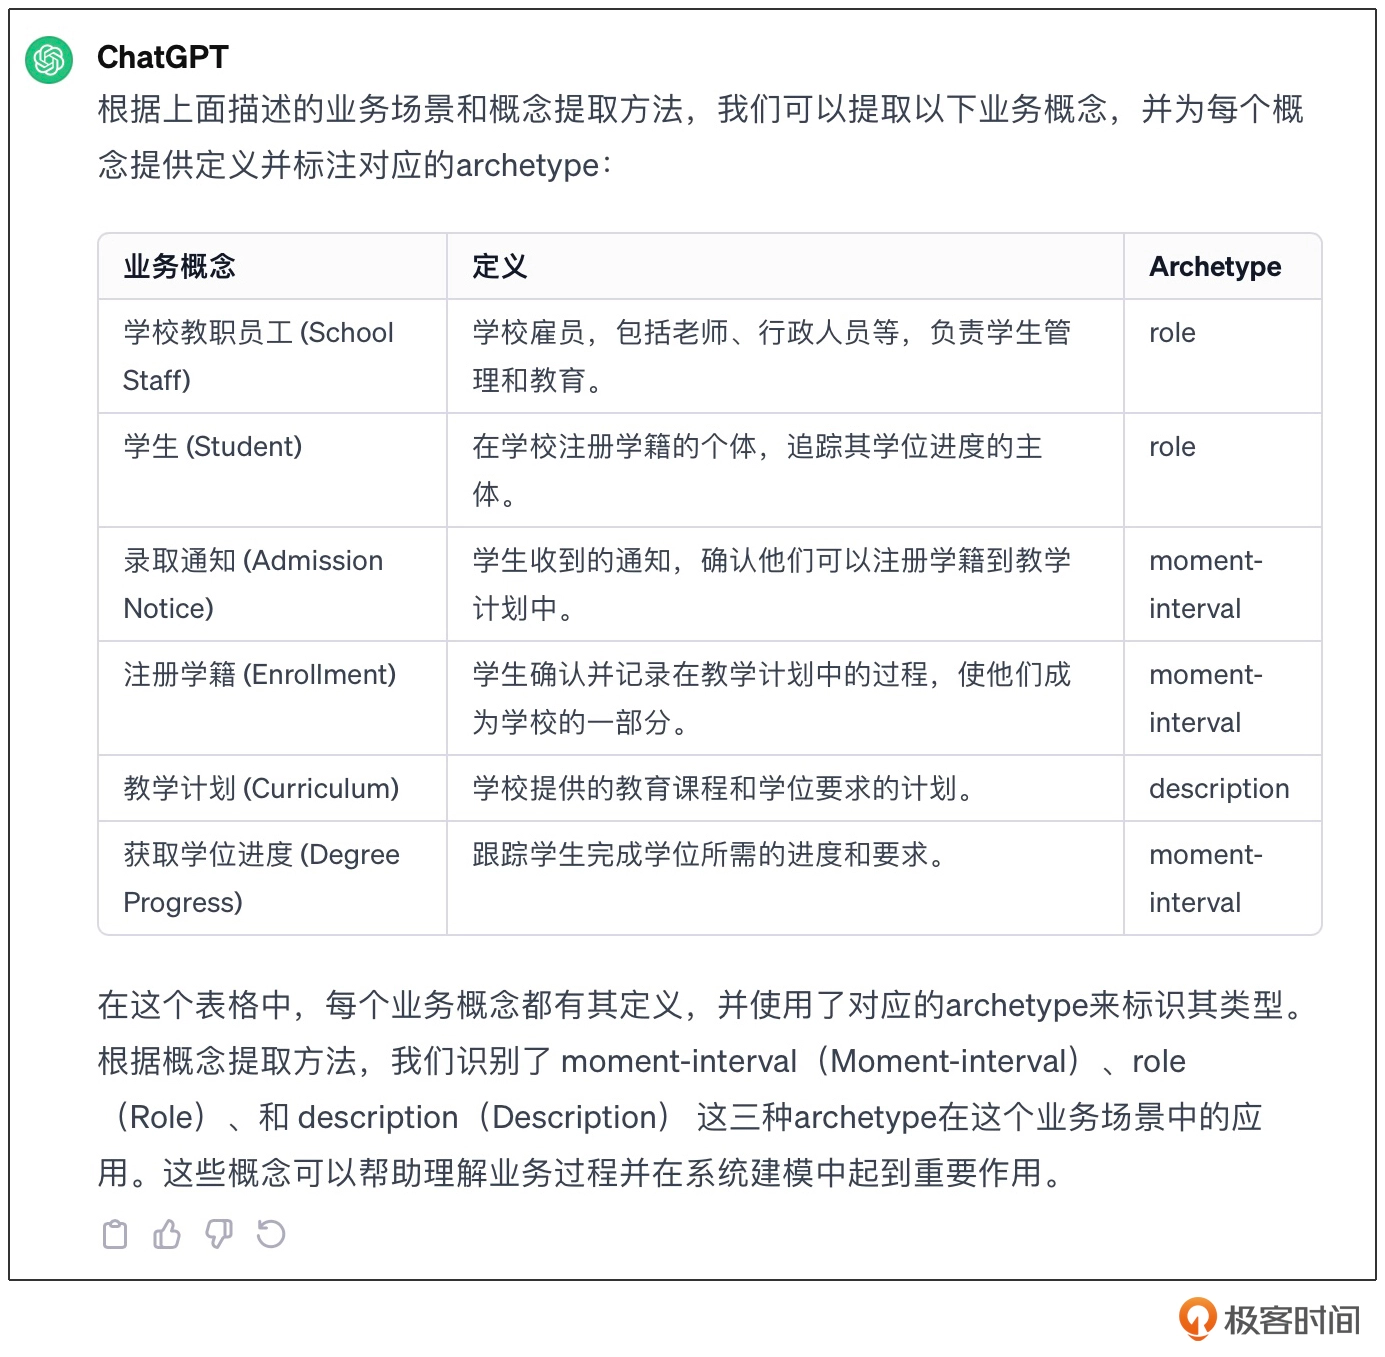 ChatGPT
根据上面描述的业务场景和概念提取方法，我们可以提取以下业务概念，并为每个概
念提供定义并标注对应的archetype：
业务概念 定义 Archetype
学校教职员工 (School 学校雇员，包括老师、行政人员等，负责学生管 role
Staff) 理和教育。
学生 (Student) 在学校注册学籍的个体，追踪其学位进度的主 role
体。
录取通知 (Admission 学生收到的通知，确认他们可以注册学籍到教学 moment-
Notice) 计划中。 interval
注册学籍 (Enrollment) 学生确认并记录在教学计划中的过程，使他们成 moment-
为学校的一部分。 interval
教学计划 (Curriculum) 学校提供的教育课程和学位要求的计划。 description
获取学位进度 (Degree 跟踪学生完成学位所需的进度和要求。 moment-
Progress) interval
在这个表格中，每个业务概念都有其定义，并使用了对应的archetype来标识其类型。
根据概念提取方法，我们识别了 moment-interval（Moment-interval）、role
（Role）、和 description（Description） 这三种archetype在这个业务场景中的应
用。这些概念可以帮助理解业务过程并在系统建模中起到重要作用。
极客时间